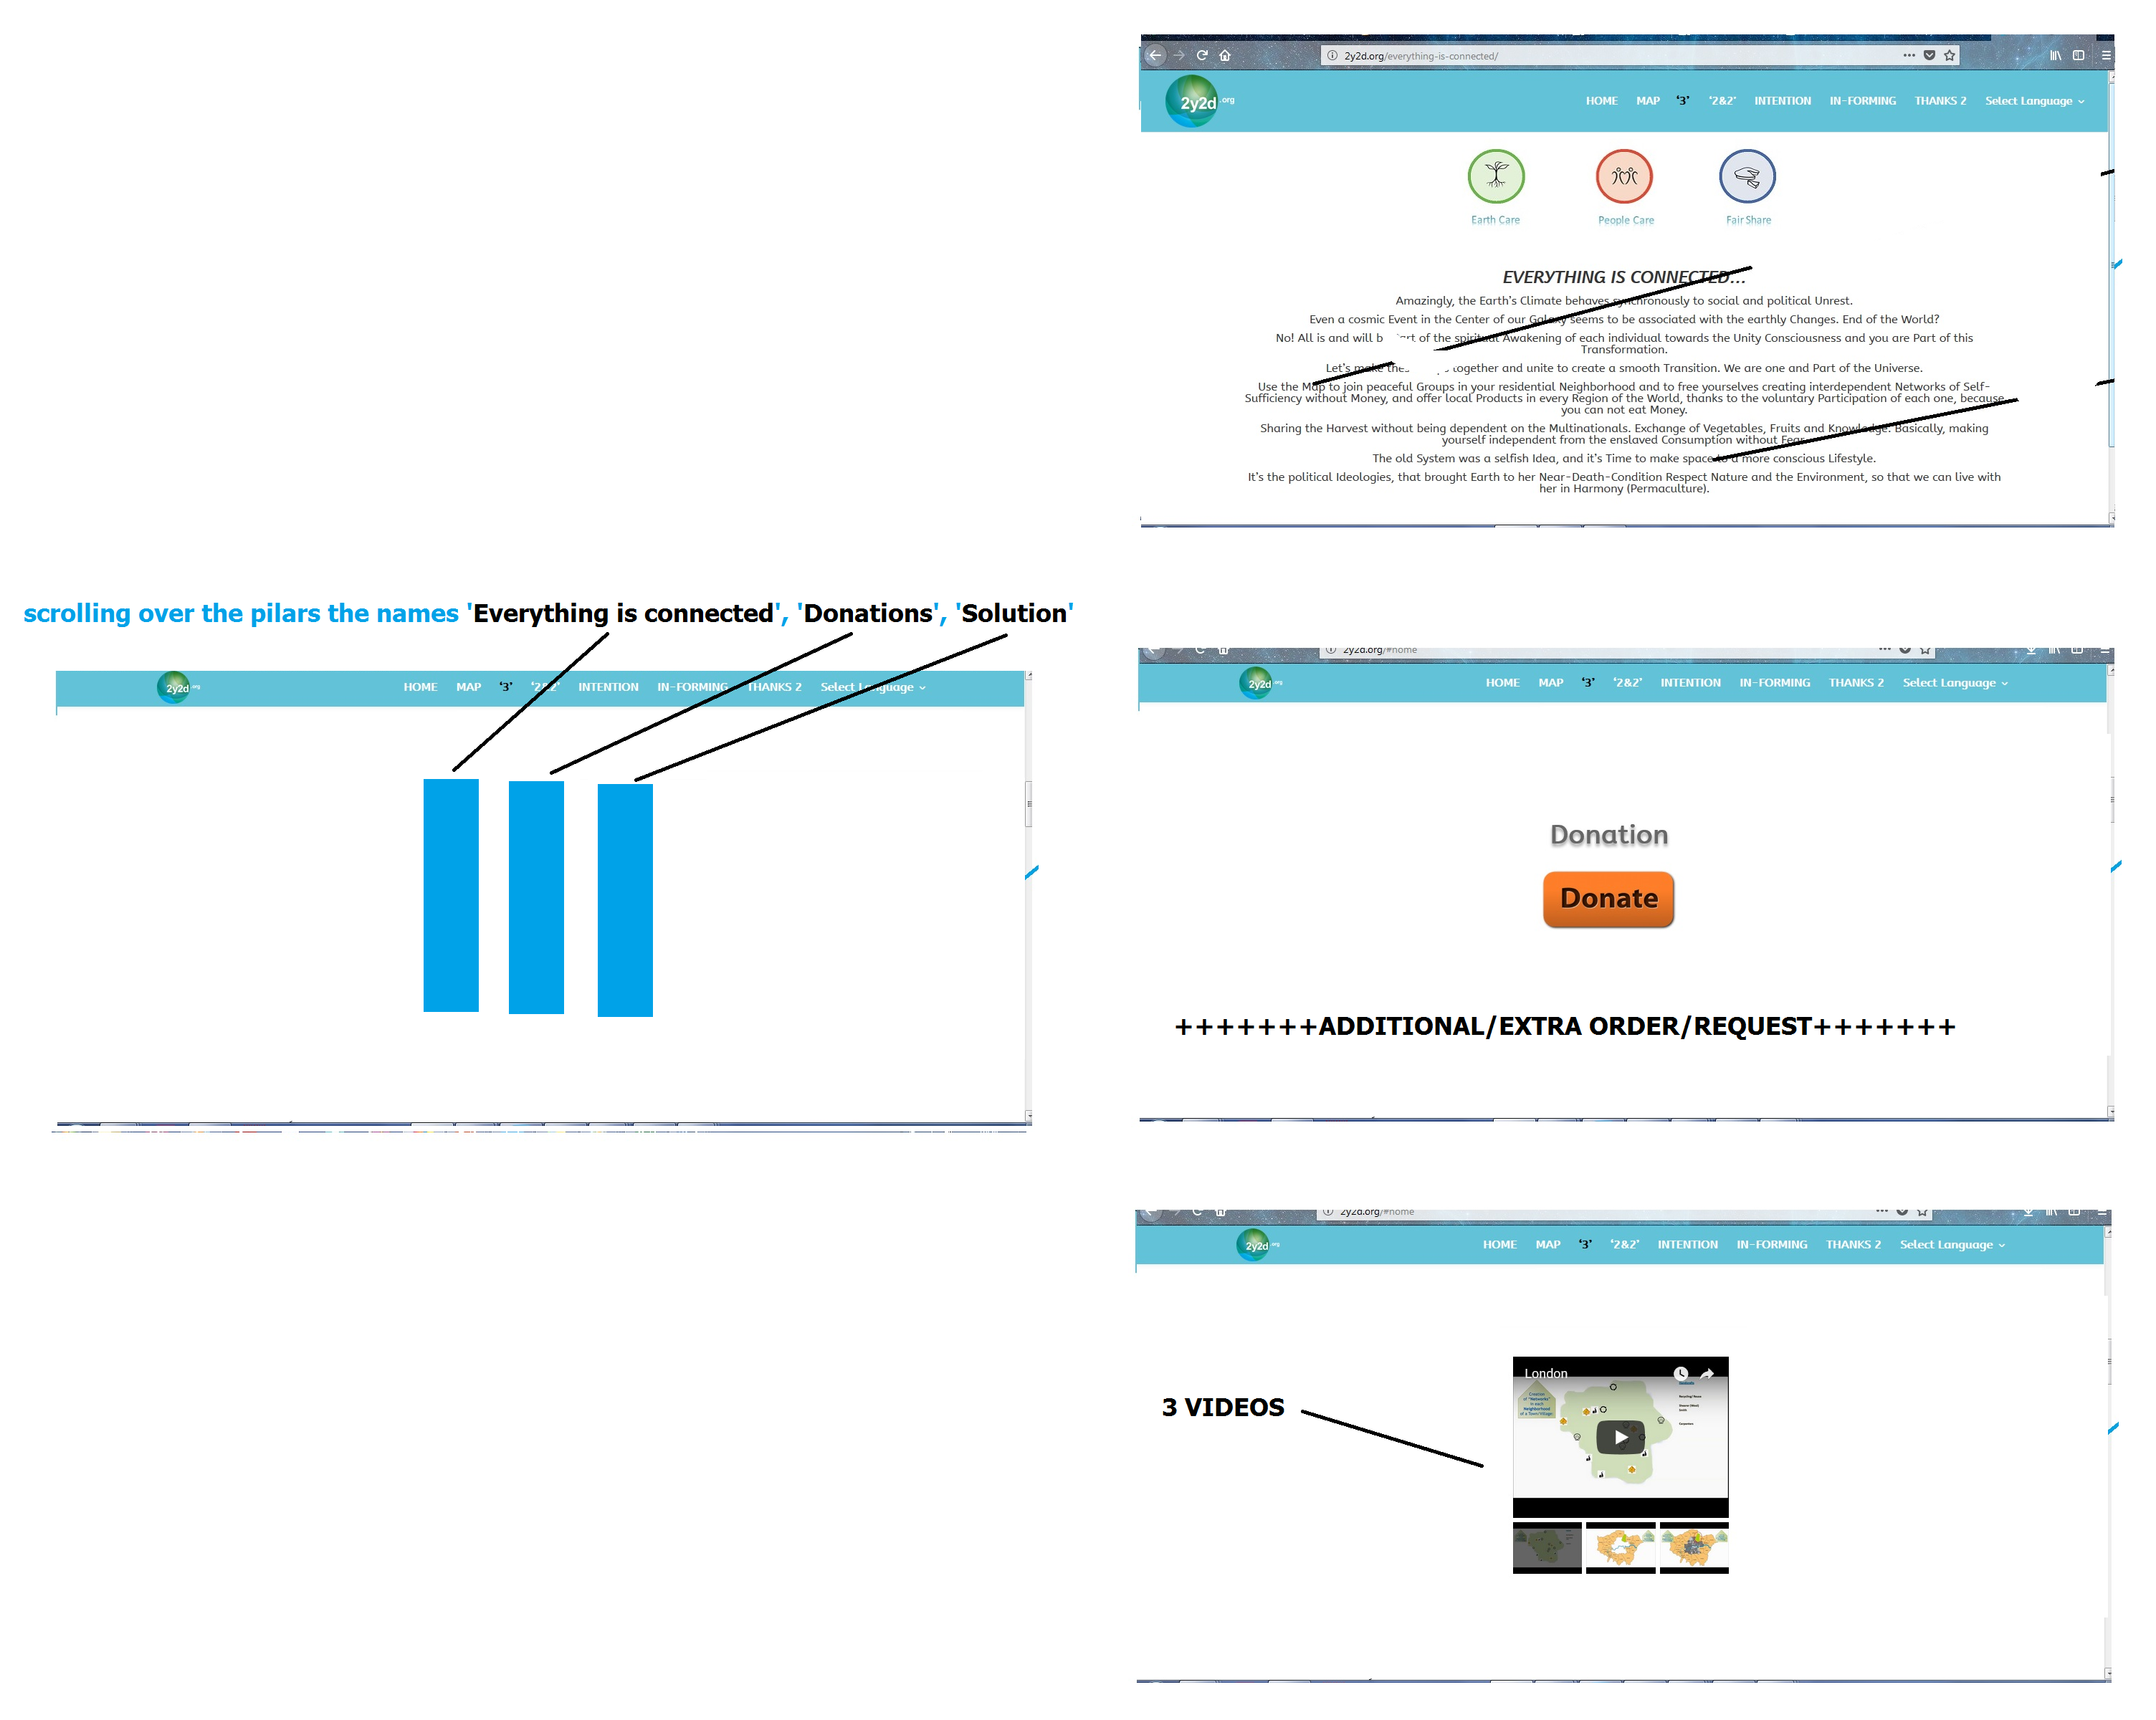 2y2d.org/everything-is-connected/
2y2d.org
HOME MAP ‘3’ ‘2&2’ INTENTION IN-FORMING THANKS 2 Select Language
Earth Care People Care Fair Share
EVERYTHING IS CONNECTED...
Amazingly, the Earth's Climate behaves synchronously to social and political Unrest.
Even a cosmic Event in the Center of our Galaxy seems to be associated with the earthly Changes. End of the World?
No! All is and will be part of the spiritual Awakening of each individual towards the Unity Consciousness and you are Part of this
Transformation.
Let's make together and unite to create a smooth Transition. We are one and Part of the Universe.
Use the Map to join peaceful Groups in your residential Neighborhood and to free yourselves creating interdependent Networks of Self-
Sufficiency without Money, and offer local Products in every Region of the World, thanks to the voluntary Participation of each one, because
you can not eat Money.
Sharing the Harvest without being dependent on the Multinationals. Exchange of Vegetables, Fruits and Knowledge. Basically, making
yourself independent from the enslaved Consumption without Fear.
The old System was a selfish Idea, and it's Time to make space to a more conscious Lifestyle.
It's the political Ideologies, that brought Earth to her Near-Death-Condition Respect Nature and the Environment, so that we can live with
her in Harmony (Permaculture).
scrolling over the pilars the names 'Everything is connected', 'Donations', 'Solution'
2y2d.org
HOME MAP ‘3’ ‘2&2’ INTENTION IN-FORMING THANKS 2 Select Language
2y2d.org/#home
2y2d.org
HOME MAP ‘3’ ‘2&2’ INTENTION IN-FORMING THANKS 2 Select Language
Donation
Donate
+++++++ADDITIONAL/EXTRA ORDER/REQUEST+++++++
2y2d.org/#home
2y2d.org
HOME MAP ‘3’ ‘2&2’ INTENTION IN-FORMING THANKS 2 Select Language
3 VIDEOS
London
Creation
of "Networks"
in each
Neighborhood
of a Town/Village